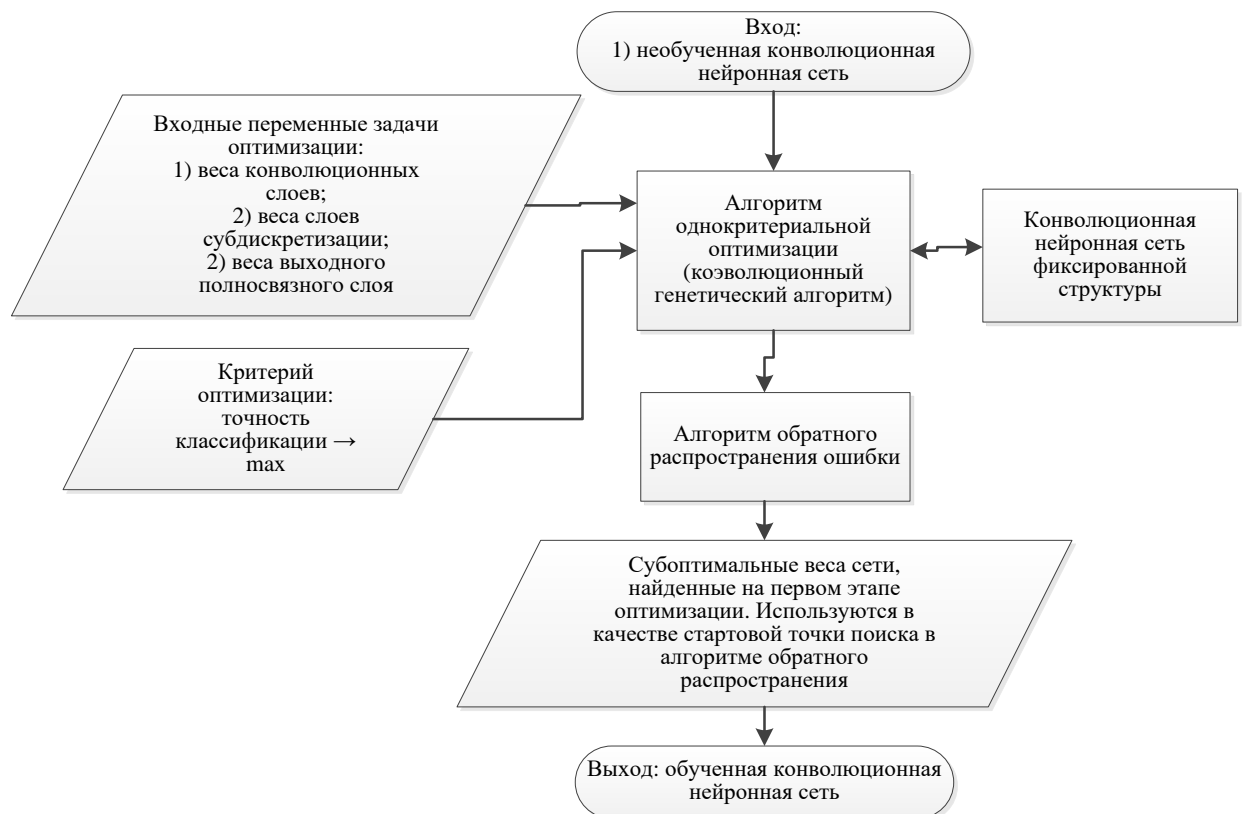 Вход:
1) необученная конволюционная
нейронная сеть
Входные переменные задачи
оптимизации:
1) веса конволюционных
слоев;
2) веса слоев
субдискретизации;
2) веса выходного
полносвязного слоя
Алгоритм
однокритериальной
оптимизации
(коэволюционный
генетический алгоритм)
Конволюционная
нейронная сеть
фиксированной
структуры
Критерий
оптимизации:
точность
классификации →
max
Алгоритм обратного
распространения ошибки
Субоптимальные веса сети,
найденные на первом этапе
оптимизации. Используются в
качестве стартовой точки поиска в
алгоритме обратного
распространения
Выход: обученная конволюционная
нейронная сеть